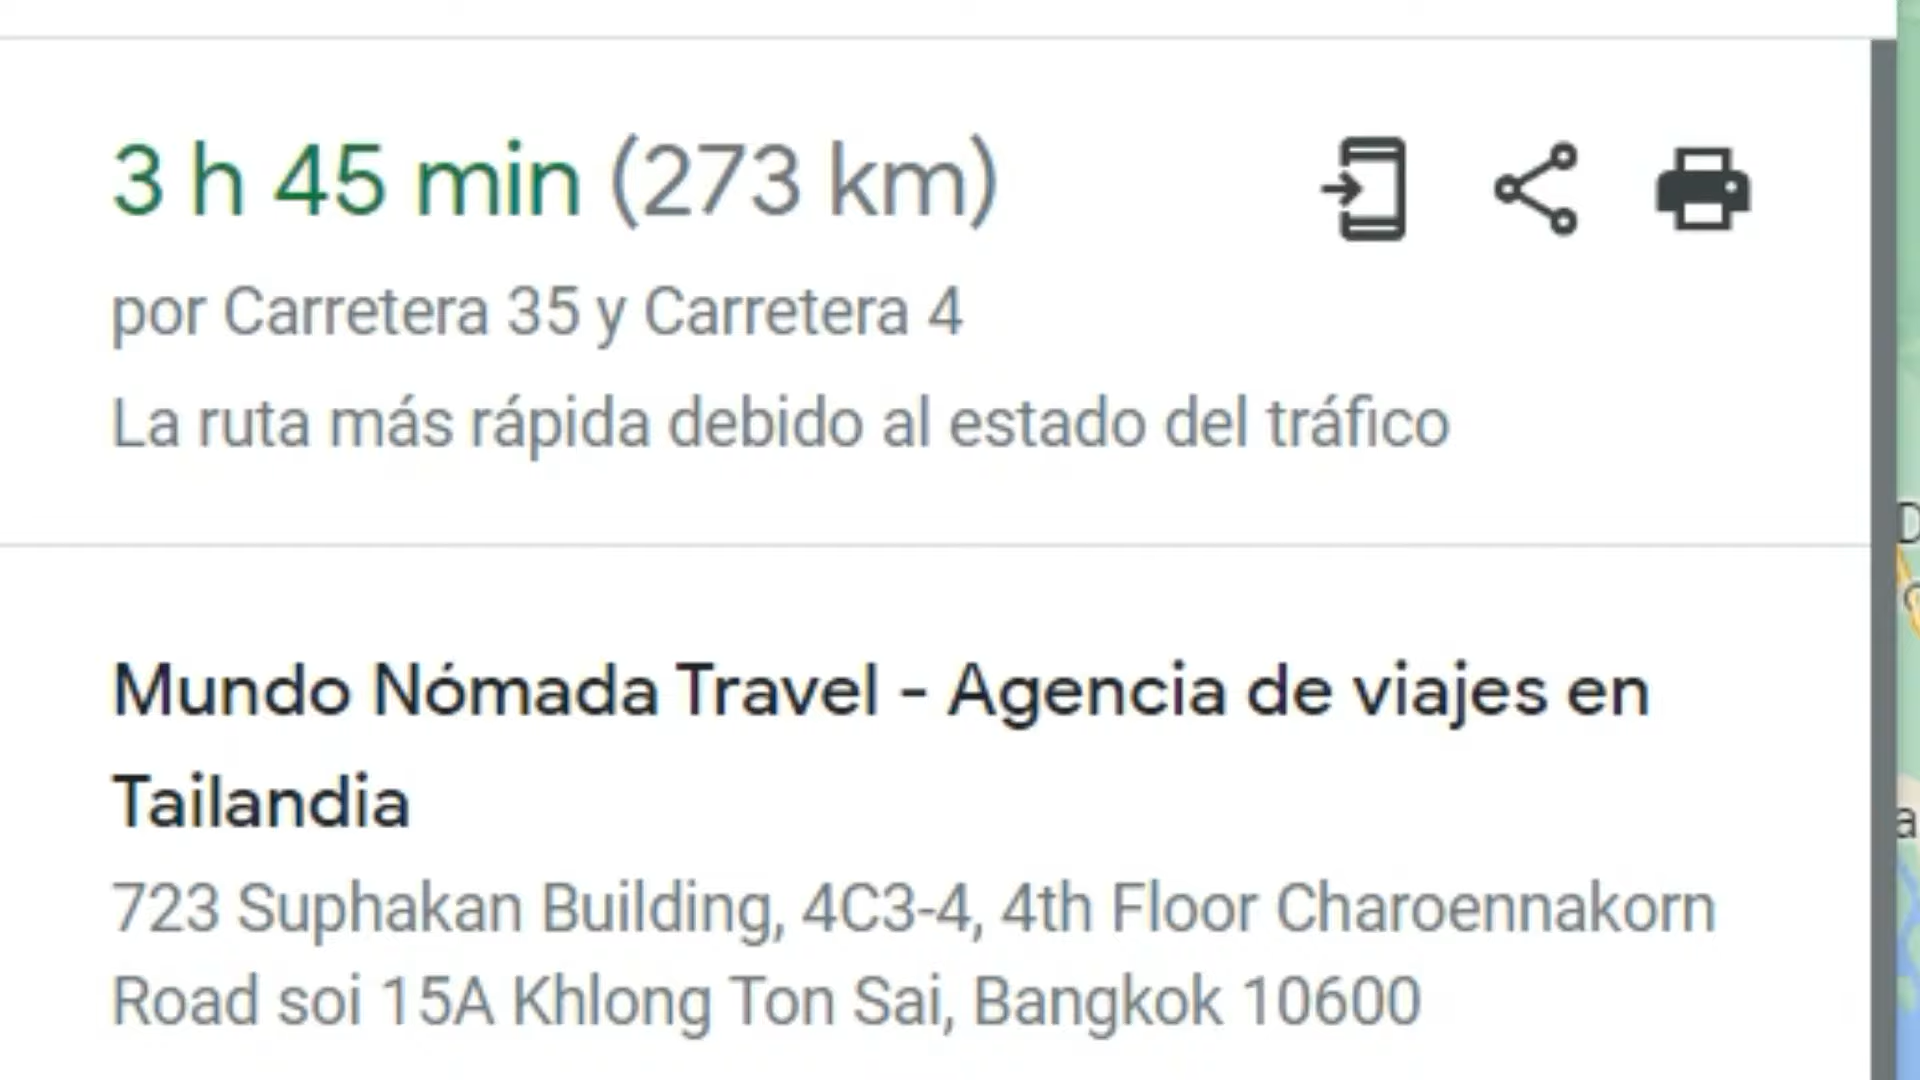 3 h 45 min (273 km)
por Carretera 35 y Carretera 4
La ruta más rápida debido al estado del tráfico
Mundo Nómada Travel - Agencia de viajes en
Tailandia
723 Suphakan Building, 4C3-4, 4th Floor Charoennakorn
Road soi 15A Khlong Ton Sai, Bangkok 10600